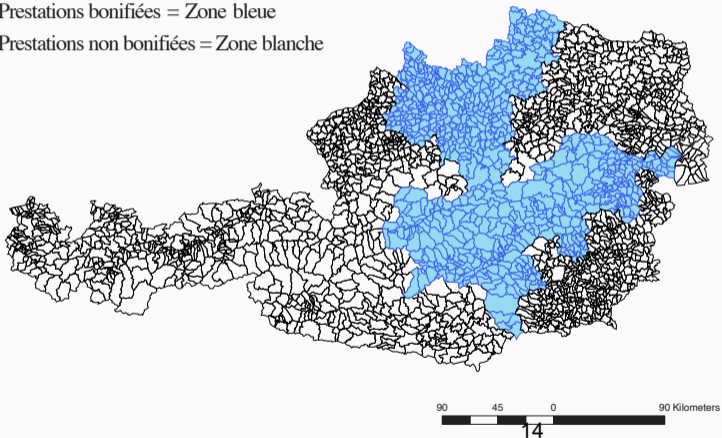 Prestations bonifiées = Zone bleue
Prestations non bonifiées = Zone blanche
90 45 0 90 Kilometers
14